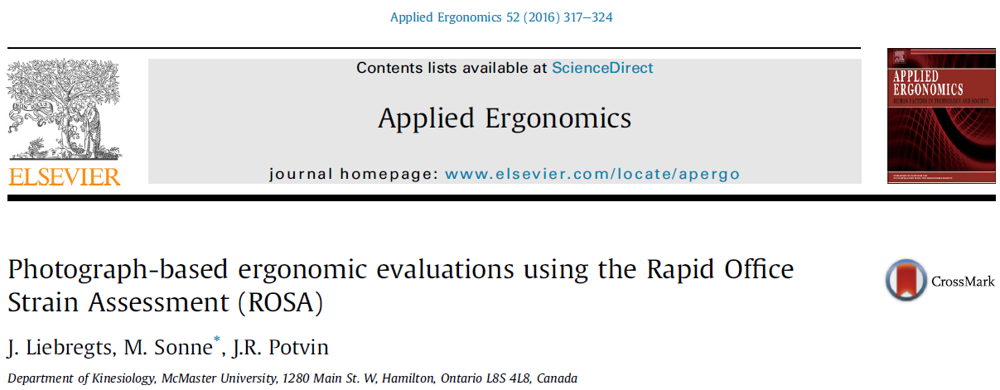 Applied Ergonomics 52 (2016) 317–324
Contents lists available at ScienceDirect
Applied Ergonomics
journal homepage: www.elsevier.com/locate/apergo
ELSEVIER
APPLIED
ERGONOMICS
HUMAN FACTORS IN TECHNOLOGY AND SOCIETY
Photograph-based ergonomic evaluations using the Rapid Office
Strain Assessment (ROSA)
CrossMark
J. Liebregts, M. Sonne*, J.R. Potvin
Department of Kinesiology, McMaster University, 1280 Main St. W, Hamilton, Ontario L8S 4L8, Canada